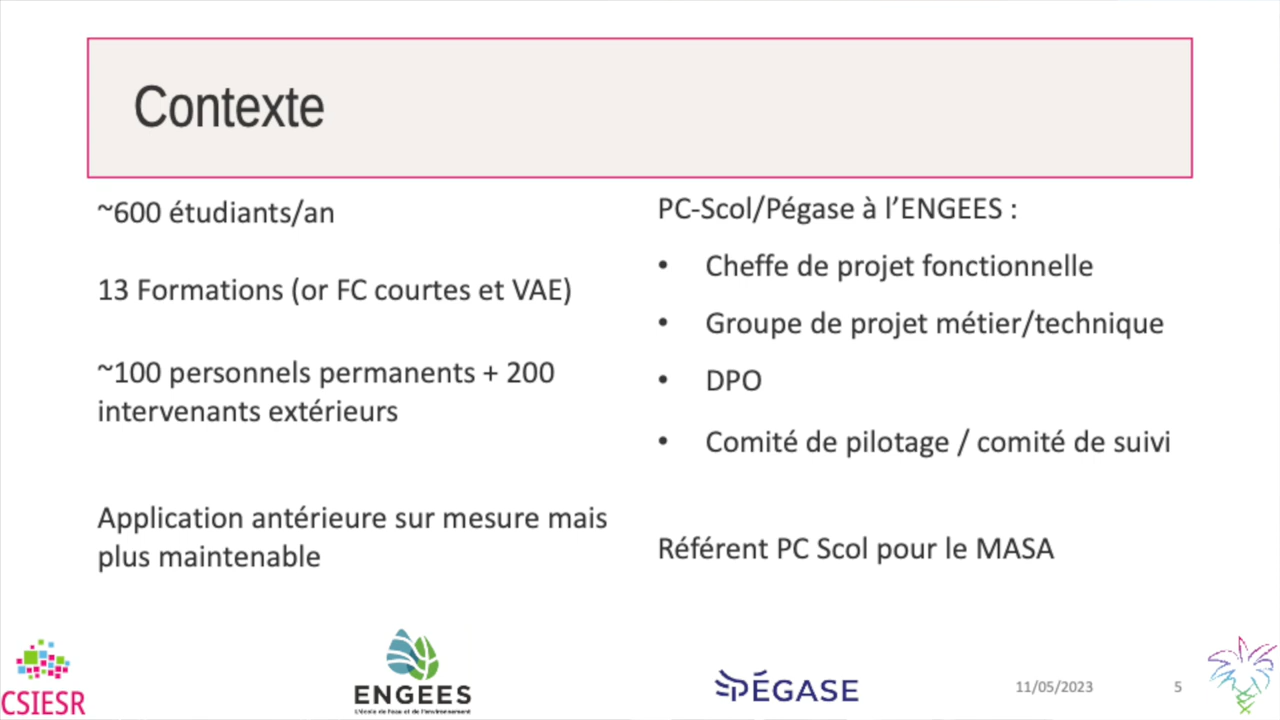 Contexte
~600 étudiants/an
13 Formations (or FC courtes et VAE)
~100 personnels permanents + 200
intervenants extérieurs
Application antérieure sur mesure mais
plus maintenable
PC-Scol/Pégase à l’ENGEES :
• Cheffe de projet fonctionnelle
• Groupe de projet métier/technique
• DPO
• Comité de pilotage / comité de suivi
Référent PC Scol pour le MASA
CSIESR
ENGEES
L'école de l'eau et de l'environnement
PÉGASE
11/05/2023
5